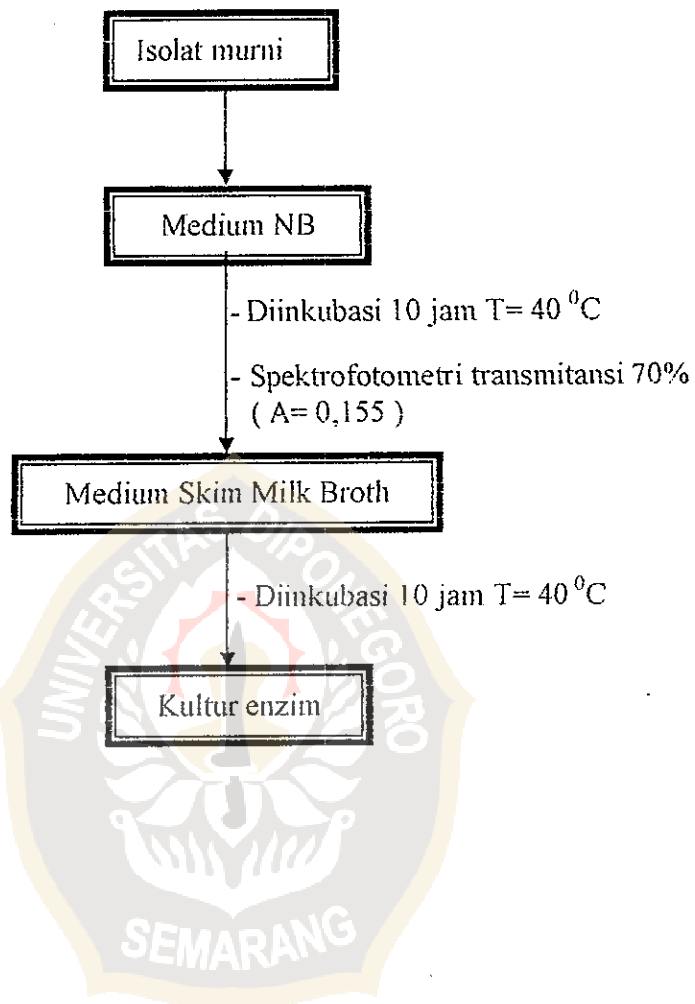 Isolat murni
Medium NB
- Diinkubasi 10 jam T= 40 ⁰C
- Spektrofotometri transmitansi 70%
( A= 0,155 )
Medium Skim Milk Broth
- Diinkubasi 10 jam T= 40 ⁰C
Kultur enzim
UNIVERSITAS DIPONEGORO
SEMARANG